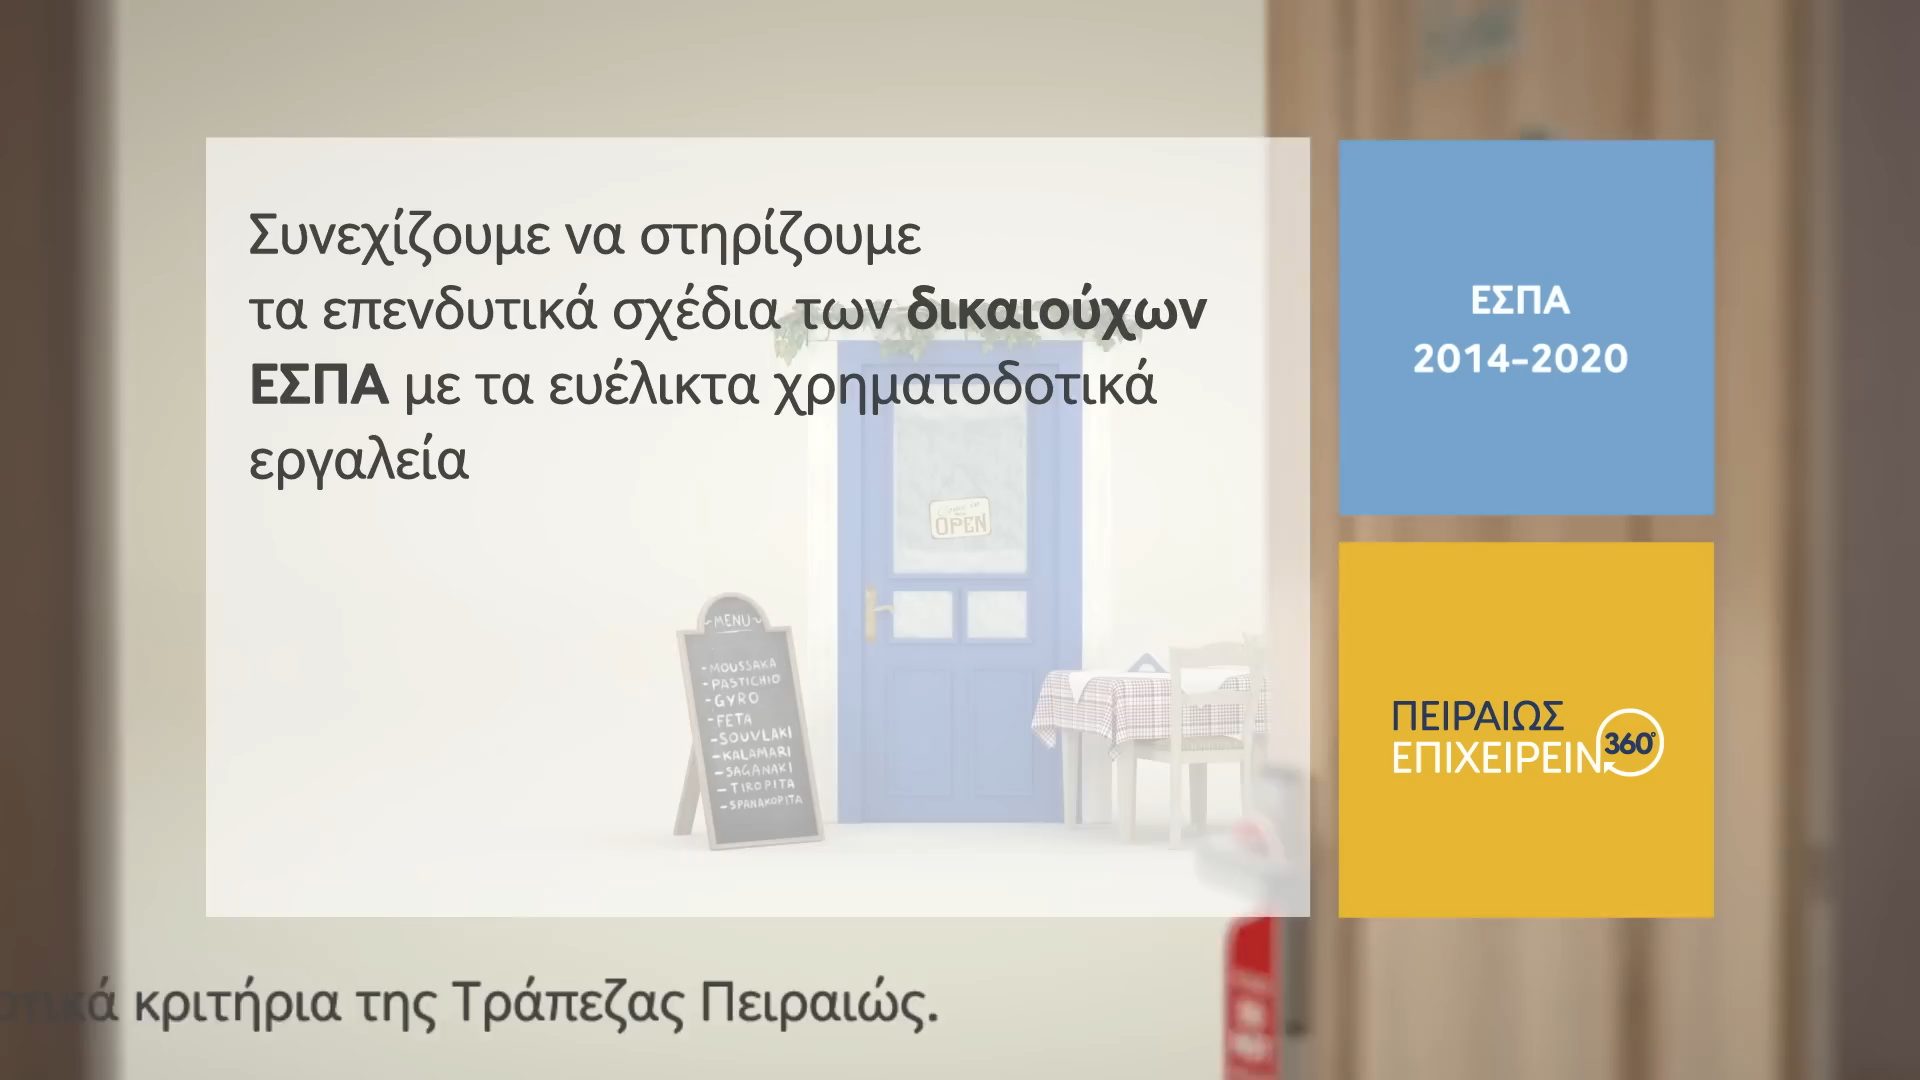 Συνεχίζουμε να στηρίζουμε
τα επενδυτικά σχέδια των δικαιούχων
ΕΣΠΑ με τα ευέλικτα χρηματοδοτικά
εργαλεία
ΕΣΠΑ
2014-2020
ΠΕΙΡΑΙΩΣ
ΕΠΙΧΕΙΡΕΙΝ 360°
OPEN
MENU
-MOUSSAKA
-PASTICHIO
-GYRO
-FETA
-SOUVLAKI
-KALAMARI
-SAGANAKI
-TIROPITA
-SPANAKOPITA
κριτήρια της Τράπεζας Πειραιώς.